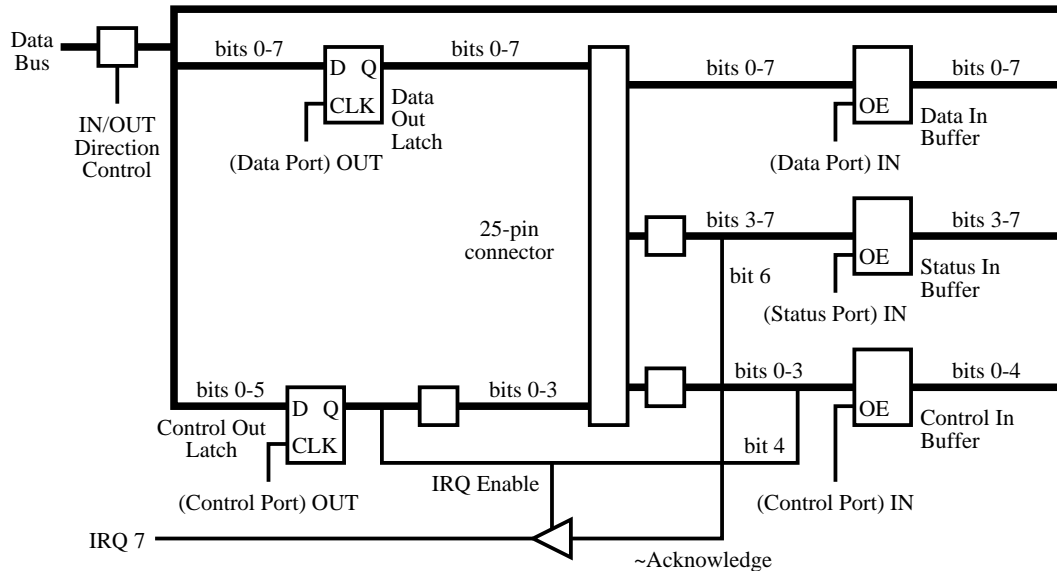 Data
Bus
IN/OUT
Direction
Control
bits 0-7
D Q
CLK
bits 0-7
Data
Out
Latch
(Data Port) OUT
25-pin
connector
bits 0-7
OE
bits 0-7
Data In
Buffer
(Data Port) IN
bits 3-7
bit 6
OE
bits 3-7
Status In
Buffer
(Status Port) IN
bits 0-5
D Q
CLK
Control Out
Latch
(Control Port) OUT
bits 0-3
bits 0-3
bit 4
OE
bits 0-4
Control In
Buffer
(Control Port) IN
IRQ Enable
IRQ 7
~Acknowledge